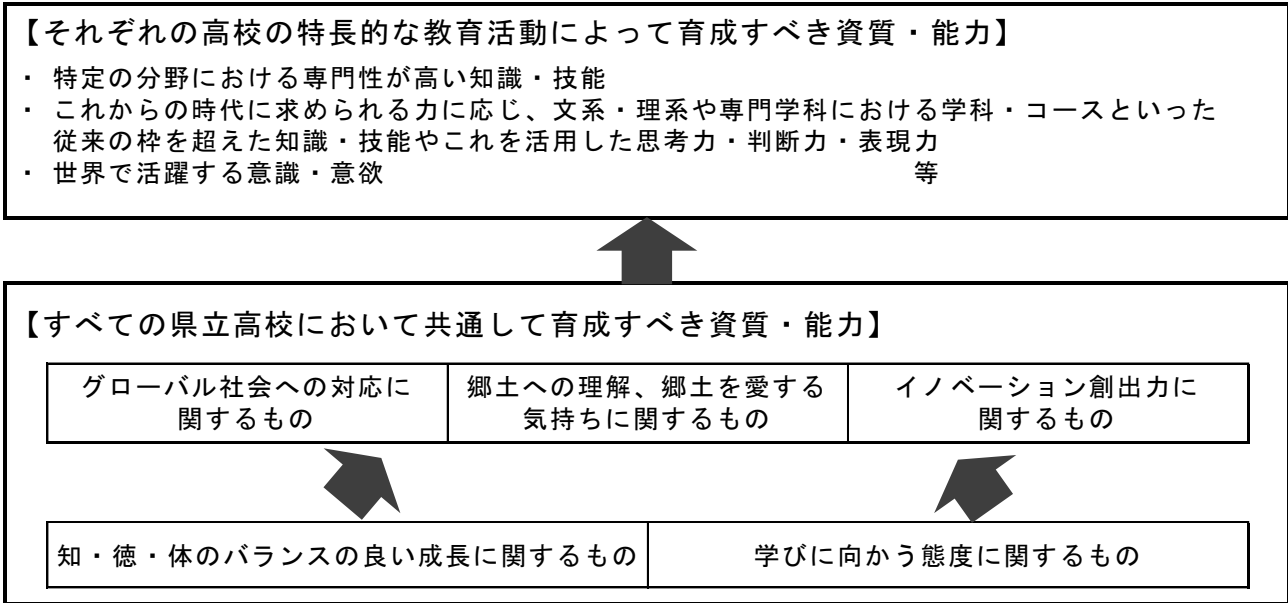 【それぞれの高校の特長的な教育活動によって育成すべき資質・能力】
・ 特定の分野における専門性が高い知識・技能
・ これからの時代に求められる力に応じ、文系・理系や専門学科における学科・コースといった
従来の枠を超えた知識・技能やこれを活用した思考力・判断力・表現力
・ 世界で活躍する意識・意欲 等
【すべての県立高校において共通して育成すべき資質・能力】
グローバル社会への対応に
関するもの
郷土への理解、郷土を愛する
気持ちに関するもの
イノベーション創出力に
関するもの
知・徳・体のバランスの良い成長に関するもの
学びに向かう態度に関するもの